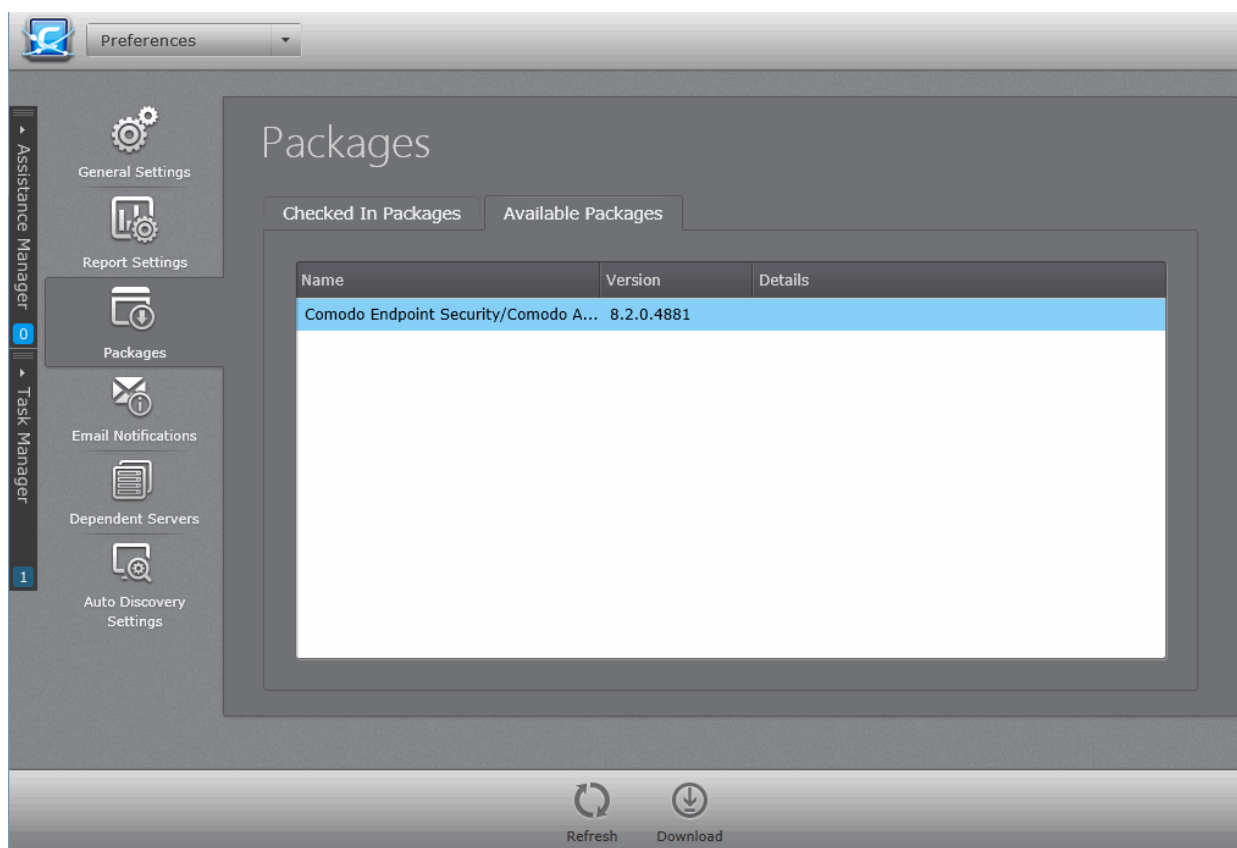 Preferences
Assistance Manager
0
Task Manager
1
General Settings
Report Settings
Packages
Email Notifications
Dependent Servers
Auto Discovery
Settings
Packages
Checked In Packages Available Packages
Name Version Details
Comodo Endpoint Security/Comodo A... 8.2.0.4881
Refresh Download